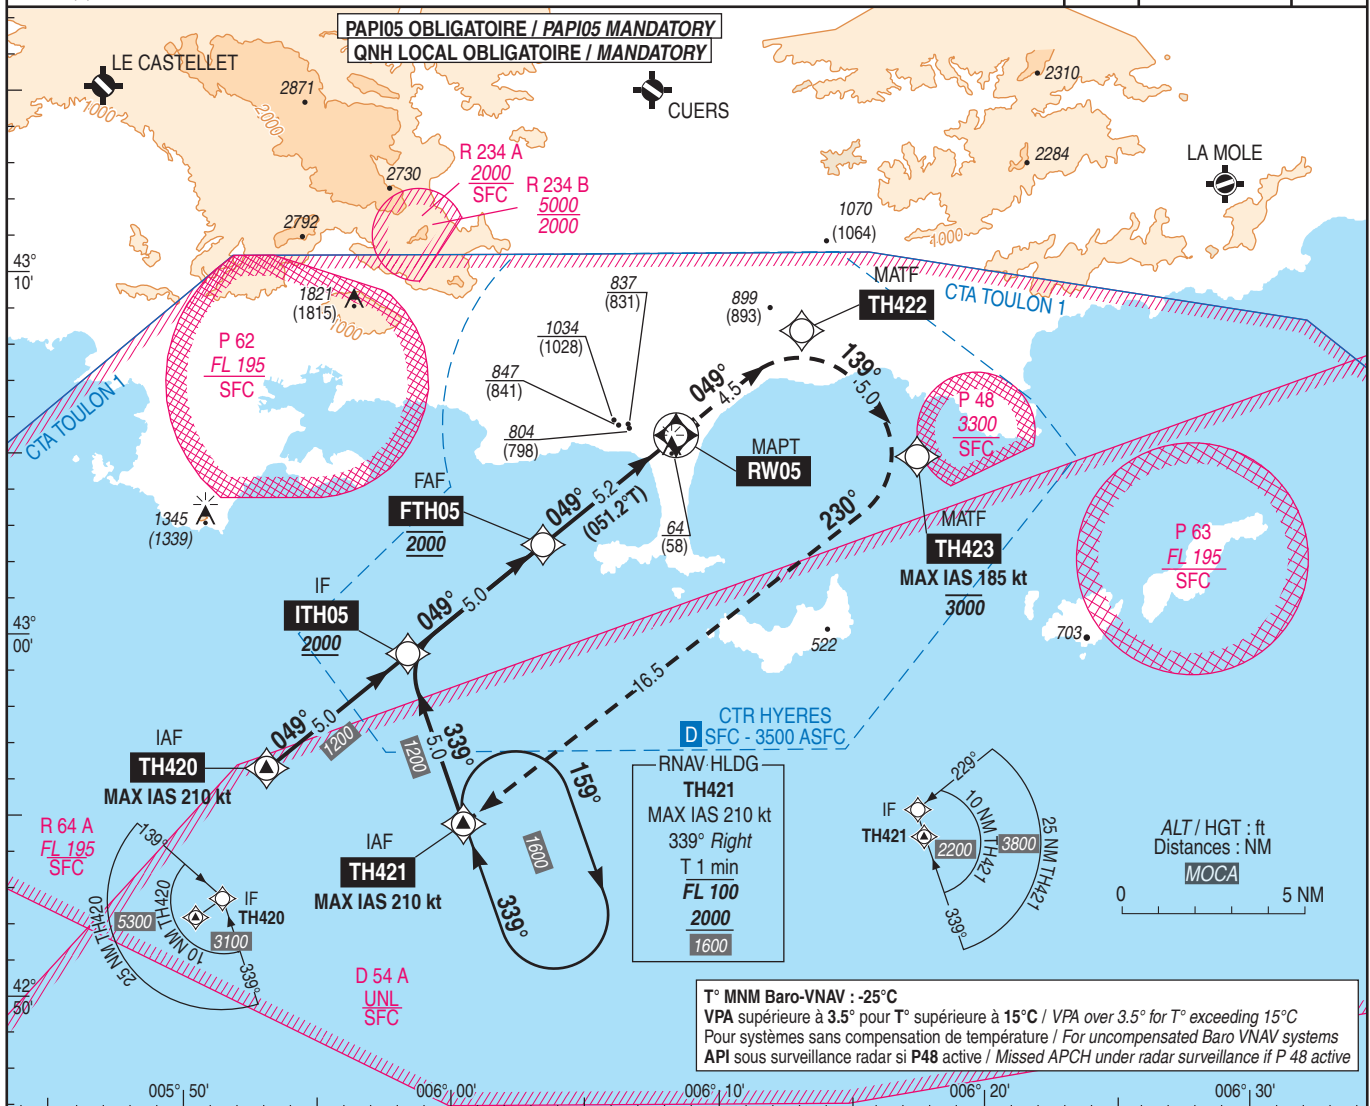 PAPI05 OBLIGATOIRE / PAPI05 MANDATORY
QNH LOCAL OBLIGATOIRE / MANDATORY
LE CASTELLET
2871
1000
2000
CUERS
2310
2284
LA MOLE
R 234 A
2000
SFC
R 234 B
5000
2000
2730
2792
1070
(1064)
1000
43°
10'
1821
(1815)
1000
837
(831)
899
(893)
MATF
TH422
CTA TOULON 1
P 62
FL 195
SFC
1034
(1028)
847
(841)
804
(798)
049°
4.5
139°
5.0
P 48
3300
SFC
CTA TOULON 1
MAPT
RW05
FAF
FTH05
2000
049°
5.2
(051.2°T)
64
(58)
230°
1345
(1339)
MATF
TH423
MAX IAS 185 kt
3000
P 63
FL 195
SFC
IF
ITH05
2000
049°
5.0
43°
00'
522
703
16.5
049°
5.0
1200
339°
5.0
1200
CTR HYERES
D SFC - 3500 ASFC
IAF
TH420
MAX IAS 210 kt
159°
RNAV HLDG
TH421
MAX IAS 210 kt
339° Right
T 1 min
FL 100
2000
1600
229°
IF
TH421
10 NM TH421
2200
3800
25 NM TH421
339°
ALT / HGT : ft
Distances : NM
MOCA
0 5 NM
R 64 A
FL 195
SFC
IAF
TH421
MAX IAS 210 kt
1600
339°
139°
IF
TH420
10 NM TH420
5300
3100
25 NM TH420
339°
D 54 A
UNL
SFC
42°
50'
T° MNM Baro-VNAV : -25°C
VPA supérieure à 3.5° pour T° supérieure à 15°C / VPA over 3.5° for T° exceeding 15°C
Pour systèmes sans compensation de température / For uncompensated Baro VNAV systems
API sous surveillance radar si P48 active / Missed APCH under radar surveillance if P 48 active
005° 50' 006° 00' 006° 10' 006° 20' 006° 30'